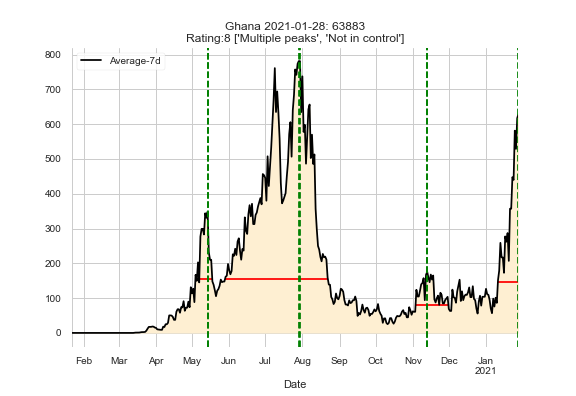 Ghana 2021-01-28: 63883
Rating:8 ['Multiple peaks', 'Not in control']
Average-7d
800
700
600
500
400
300
200
100
0
Feb Mar Apr May Jun Jul Aug Sep Oct Nov Dec Jan
2021
Date